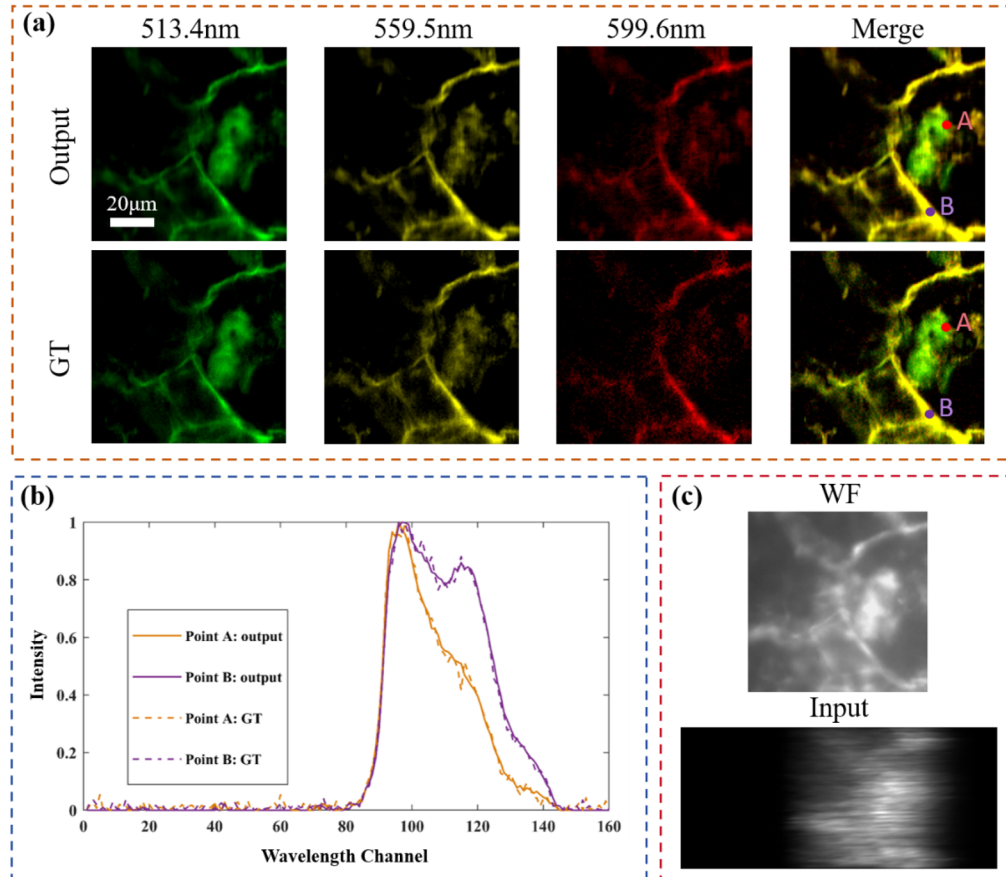 (a)
513.4nm 559.5nm 599.6nm Merge
Output
20μm
A
B
GT
A
B
(b)
1
0.8
0.6
0.4
0.2
0
Intensity
Point A: output
Point B: output
Point A: GT
Point B: GT
0 20 40 60 80 100 120 140 160
Wavelength Channel
(c)
WF
Input